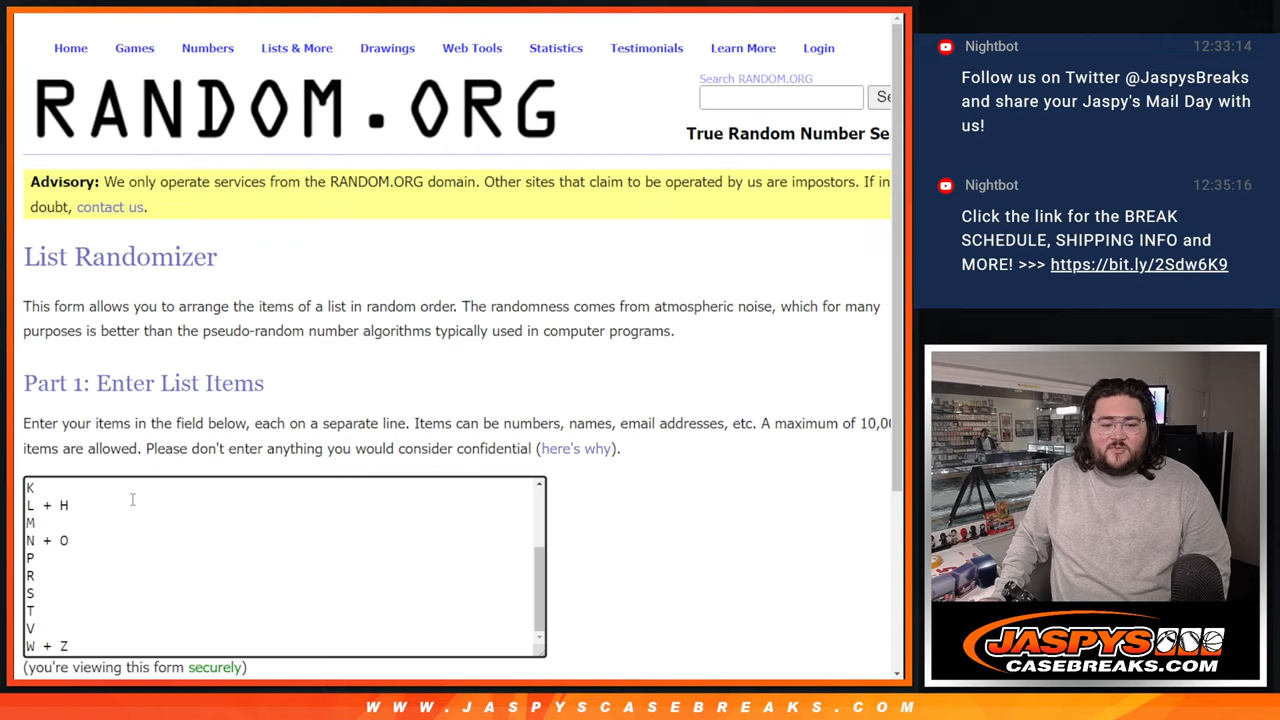 Home Games Numbers Lists & More Drawings Web Tools Statistics Testimonials Learn More Login
RANDOM.ORG
Search RANDOM.ORG
Se
True Random Number Se
Advisory: We only operate services from the RANDOM.ORG domain. Other sites that claim to be operated by us are impostors. If in
doubt, contact us.
List Randomizer
This form allows you to arrange the items of a list in random order. The randomness comes from atmospheric noise, which for many
purposes is better than the pseudo-random number algorithms typically used in computer programs.
Part 1: Enter List Items
Enter your items in the field below, each on a separate line. Items can be numbers, names, email addresses, etc. A maximum of 10,00
items are allowed. Please don't enter anything you would consider confidential (here's why).
K
L + H
M
N + O
P
R
S
T
V
W + Z
(you're viewing this form securely)
Nightbot 12:33:14
Follow us on Twitter @JaspysBreaks
and share your Jaspy's Mail Day with
us!
Nightbot 12:35:16
Click the link for the BREAK
SCHEDULE, SHIPPING INFO and
MORE! >>> https://bit.ly/2Sdw6K9
JASPYS
CASEBREAKS.COM
WWW.JASPYSCASEBREAKS.COM